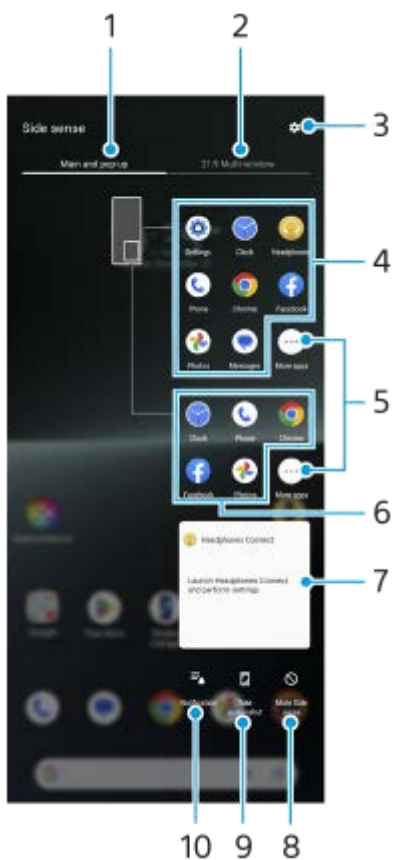 1
2
Side sense
3
Main and pop-up
21:9 Multi-window
Settings
Clock
Headphones
4
Phone
Chrome
Facebook
Photos
Messages
More apps
5
Clock
Phone
Chrome
Facebook
Photos
More apps
6
Headphones Connect
7
Launch Headphones Connect
and perform settings
Notification
Take
screenshot
Mute Side
sense
10
9
8